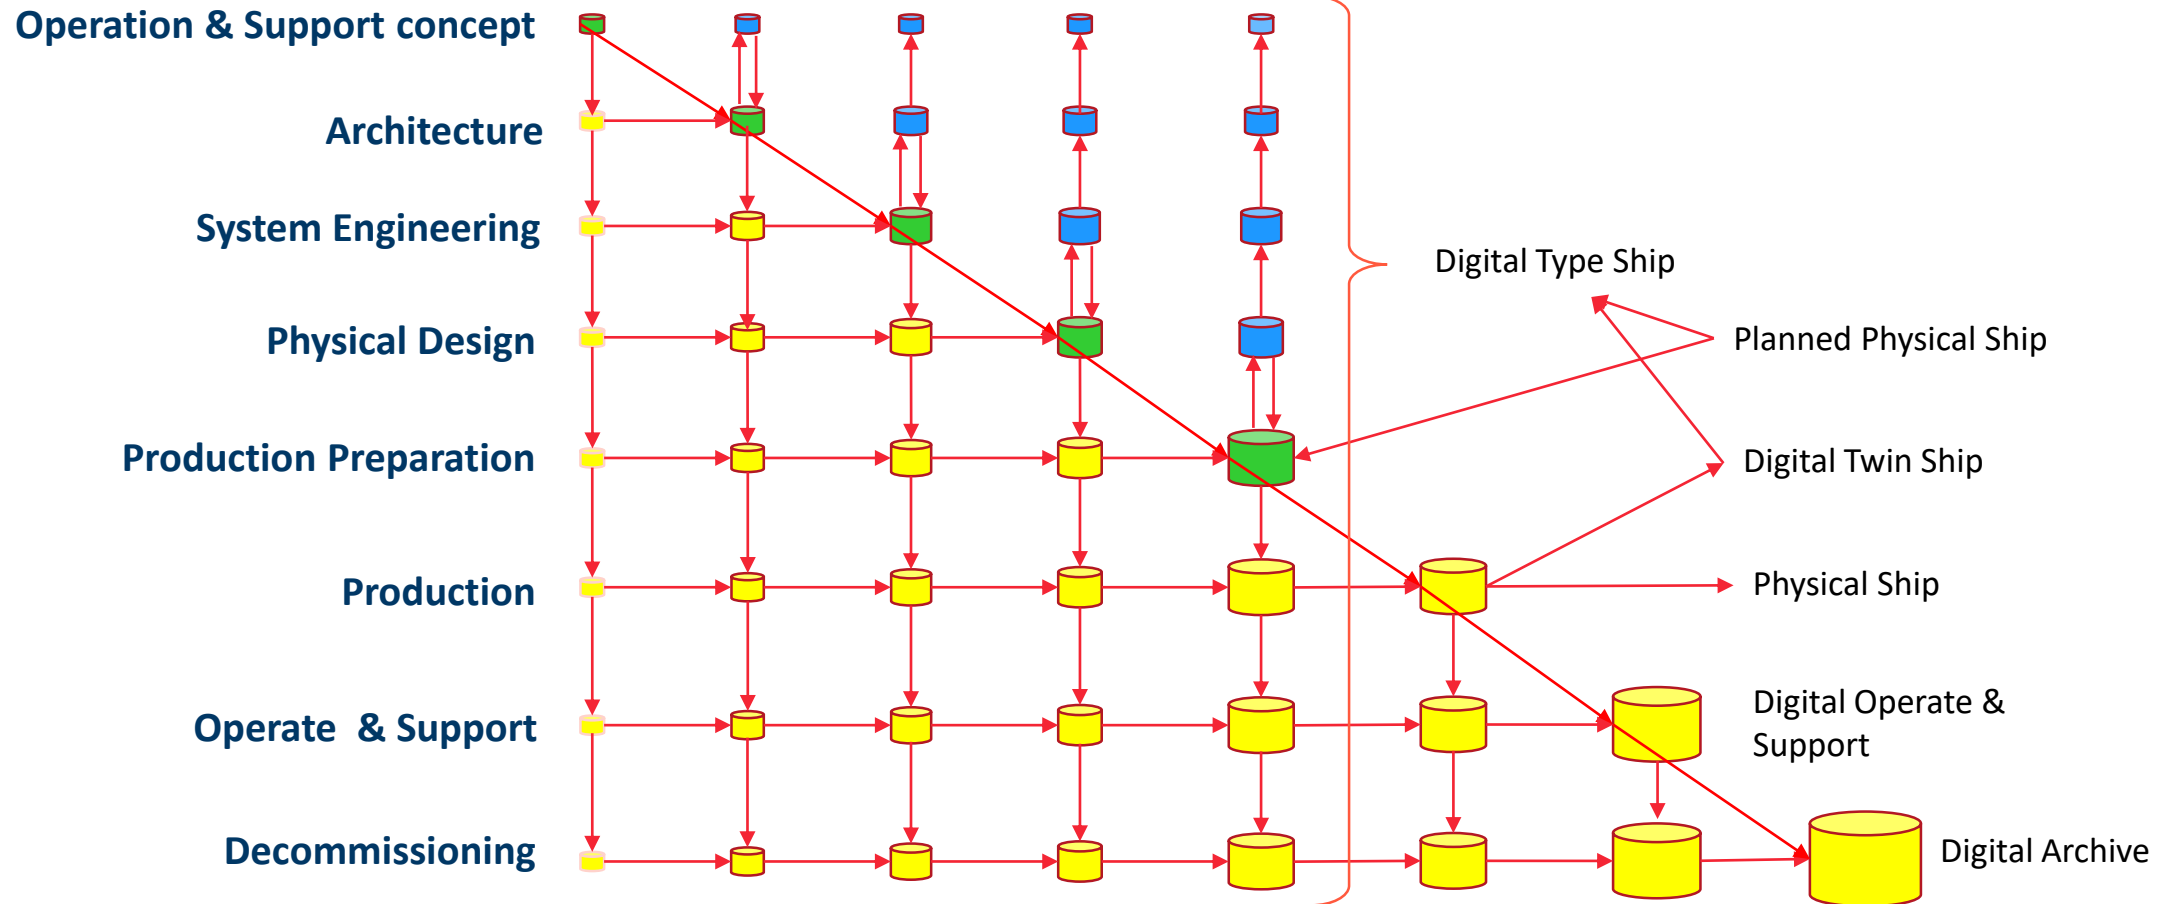 Operation & Support concept
Architecture
System Engineering
Physical Design
Production Preparation
Production
Operate  & Support
Decommissioning
Digital Type Ship
Planned Physical Ship
Digital Twin Ship
Physical Ship
Digital Operate &
Support
Digital Archive